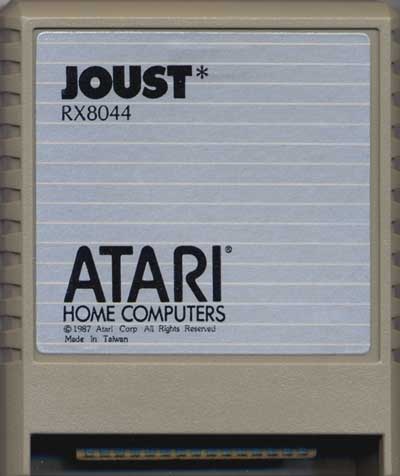 JOUST*
RX8044
ATARI®
HOME COMPUTERS
©1987 Atari Corp All Rights Reserved
Made In Taiwan